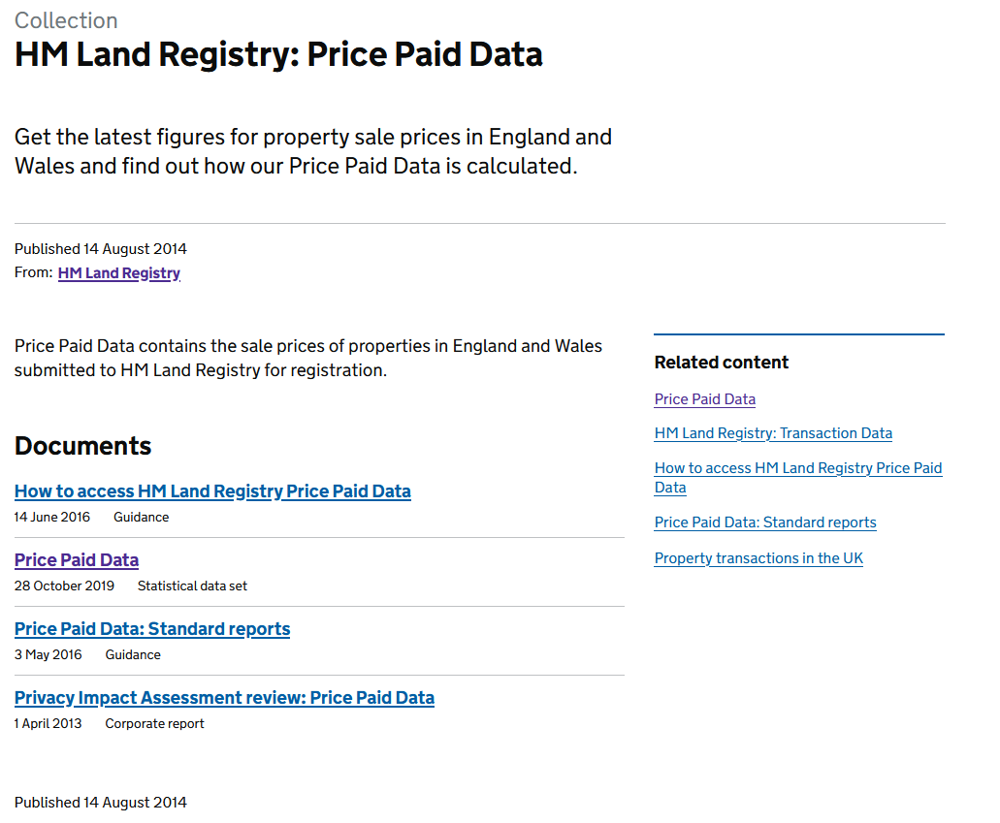 Collection
HM Land Registry: Price Paid Data
Get the latest figures for property sale prices in England and
Wales and find out how our Price Paid Data is calculated.
Published 14 August 2014
From: HM Land Registry
Price Paid Data contains the sale prices of properties in England and Wales
submitted to HM Land Registry for registration.
Documents
How to access HM Land Registry Price Paid Data
14 June 2016 Guidance
Price Paid Data
28 October 2019 Statistical data set
Price Paid Data: Standard reports
3 May 2016 Guidance
Privacy Impact Assessment review: Price Paid Data
1 April 2013 Corporate report
Related content
Price Paid Data
HM Land Registry: Transaction Data
How to access HM Land Registry Price Paid
Data
Price Paid Data: Standard reports
Property transactions in the UK
Published 14 August 2014